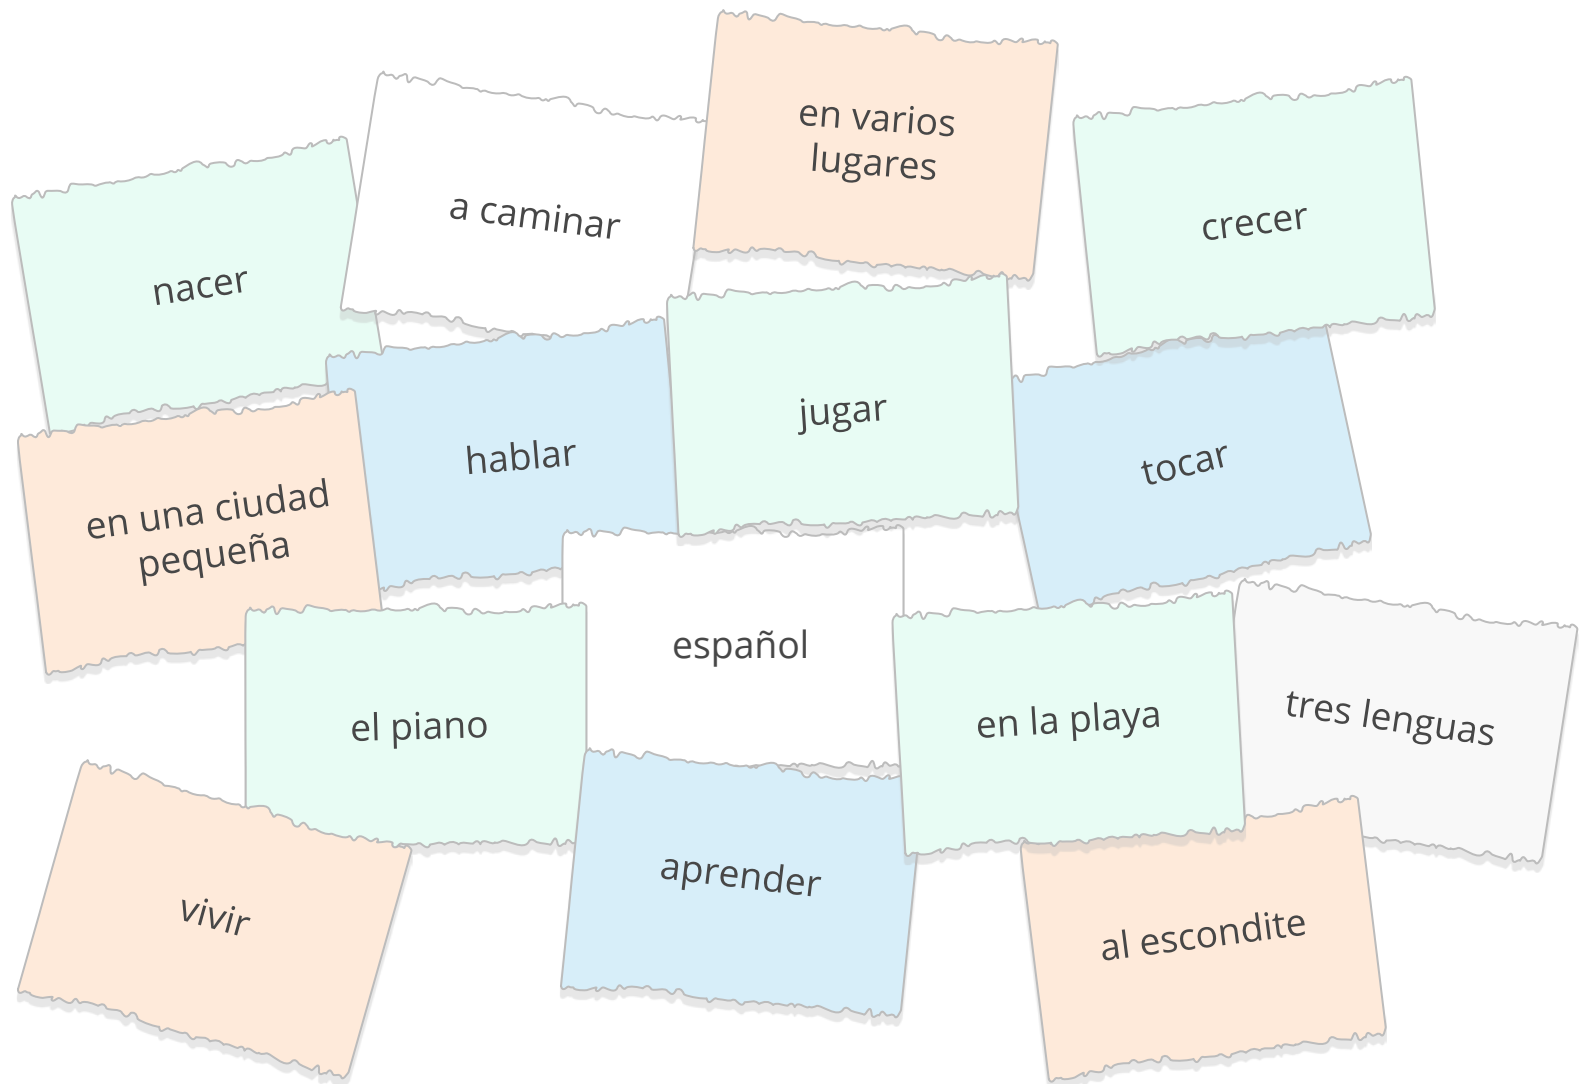 en varios
lugares
a caminar
crecer
nacer
jugar
hablar
tocar
en una ciudad
pequeña
español
el piano
en la playa
tres lenguas
aprender
vivir
al escondite